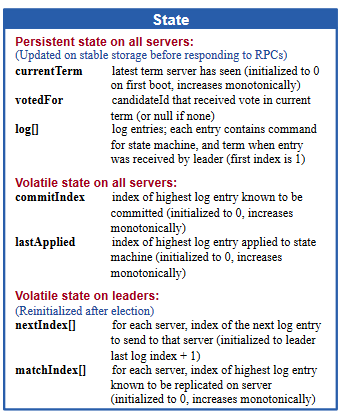 State
Persistent state on all servers:
(Updated on stable storage before responding to RPCs)
currentTerm latest term server has seen (initialized to 0
on first boot, increases monotonically)
votedFor candidateId that received vote in current
term (or null if none)
log[] log entries; each entry contains command
for state machine, and term when entry
was received by leader (first index is 1)
Volatile state on all servers:
commitIndex index of highest log entry known to be
committed (initialized to 0, increases
monotonically)
lastApplied index of highest log entry applied to state
machine (initialized to 0, increases
monotonically)
Volatile state on leaders:
(Reinitialized after election)
nextIndex[] for each server, index of the next log entry
to send to that server (initialized to leader
last log index + 1)
matchIndex[] for each server, index of highest log entry
known to be replicated on server
(initialized to 0, increases monotonically)